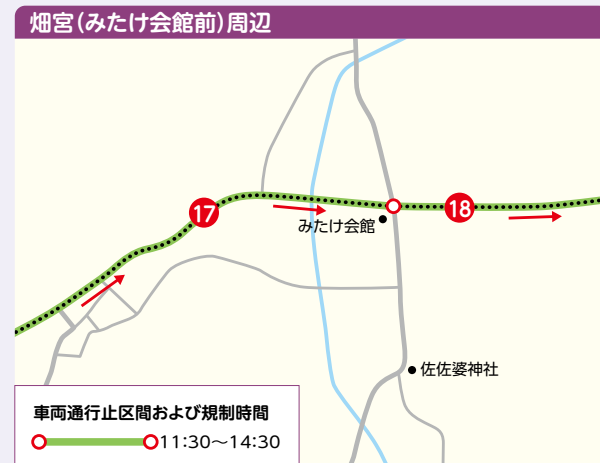 畑宮(みたけ会館前)周辺
17
18
みたけ会館
佐佐婆神社
車両通行止区間および規制時間
11:30〜14:30